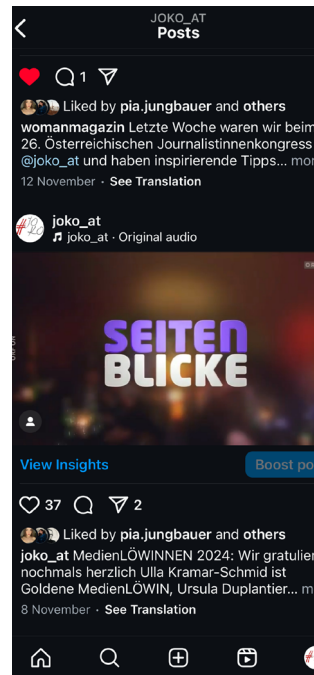 JOKO_AT
Posts
1
Liked by pia.jungbauer and others
womanmagazin Letzte Woche waren wir beim
26. Österreichischen Journalistinnenkongress
@joko_at und haben inspirierende Tipps... mor
12 November · See Translation
joko_at
joko_at · Original audio
SEITEN
BLICKE
View Insights
Boost po
37
2
Liked by pia.jungbauer and others
joko_at MedienLÖWINNEN 2024: Wir gratulier
nochmals herzlich Ulla Kramar-Schmid ist
Goldene MedienLÖWIN, Ursula Duplantier... m
8 November · See Translation